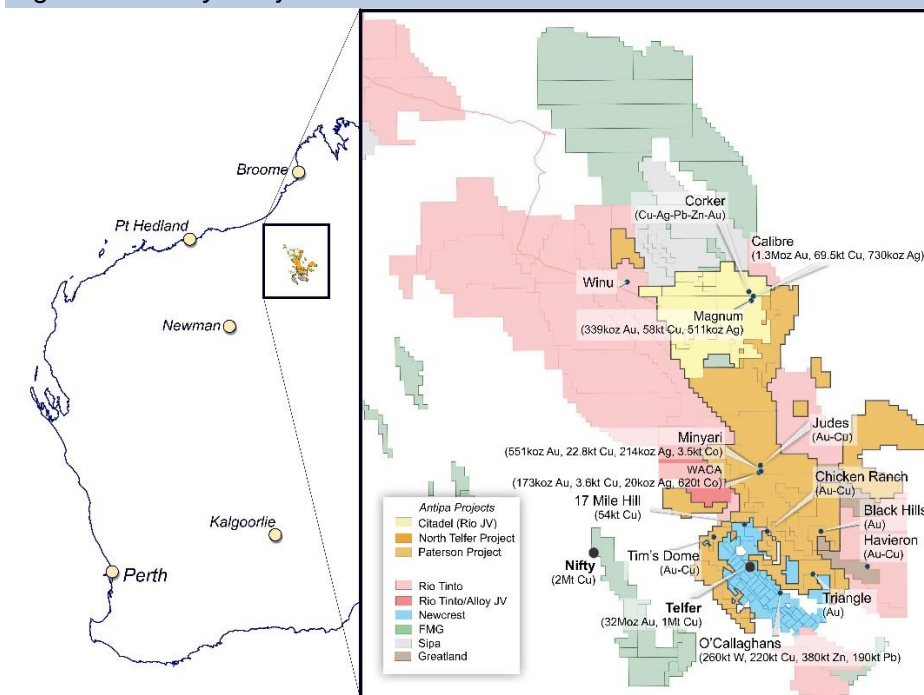 Broome
Pt Hedland
Newman
Kalgoorlie
Perth
Corker
(Cu-Ag-Pb-Zn-Au)
Calibre
(1.3Moz Au, 69.5kt Cu, 730koz Ag)
Winu
Magnum
(339koz Au, 58kt Cu, 511koz Ag)
Judes
(Au-Cu)
Minyari
(551koz Au, 22.8kt Cu, 214koz Ag, 3.5kt Co)
WACA
(173koz Au, 3.6kt Cu, 20koz Ag, 620t Co)
Chicken Ranch
(Au-Cu)
17 Mile Hill
(54kt Cu)
Black Hills
(Au)
Havieron
(Au-Cu)
Tim's Dome
(Au-Cu)
Nifty
(2Mt Cu)
Triangle
(Au)
Telfer
(32Moz Au, 1Mt Cu)
O'Callaghans
(260kt W, 220kt Cu, 380kt Zn, 190kt Pb)
Antipa Projects
Citadel (Rio JV)
North Telfer Project
Paterson Project
Rio Tinto
Rio Tinto/Alloy JV
Newcrest
FMG
Sipa
Greatland